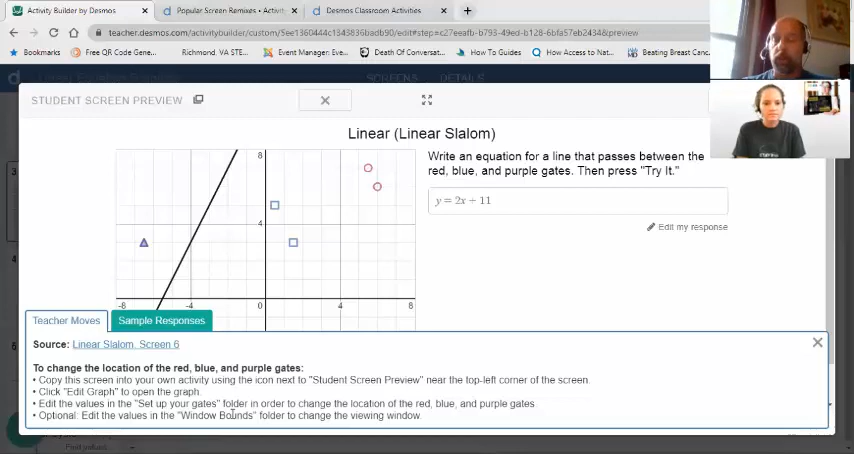 Activity Builder by Desmos
Popular Screen Remixes • Activit
Desmos Classroom Activities
teacher.desmos.com/activitybuilder/custom/5ee1360444c1343836badb90/edit#step=c27eeafb-b793-49ed-b128-6bfa57eb2434&preview
Bookmarks
Free QR Code Gene...
Richmond, VA STE...
Event Manager: Eve...
Death Of Conversat...
How To Guides
How Access to Nat...
Beating Breast Canc...
SCREENS
DETAILS
STUDENT SCREEN PREVIEW
Linear (Linear Slalom)
Write an equation for a line that passes between the
red, blue, and purple gates. Then press "Try It."
y = 2x + 11
Edit my response
8
4
-8
-4
0
4
8
Teacher Moves
Sample Responses
Source: Linear Slalom, Screen 6
To change the location of the red, blue, and purple gates:
• Copy this screen into your own activity using the icon next to "Student Screen Preview" near the top-left corner of the screen.
• Click "Edit Graph" to open the graph.
• Edit the values in the "Set up your gates" folder in order to change the location of the red, blue, and purple gates.
• Optional: Edit the values in the "Window Bounds" folder to change the viewing window.